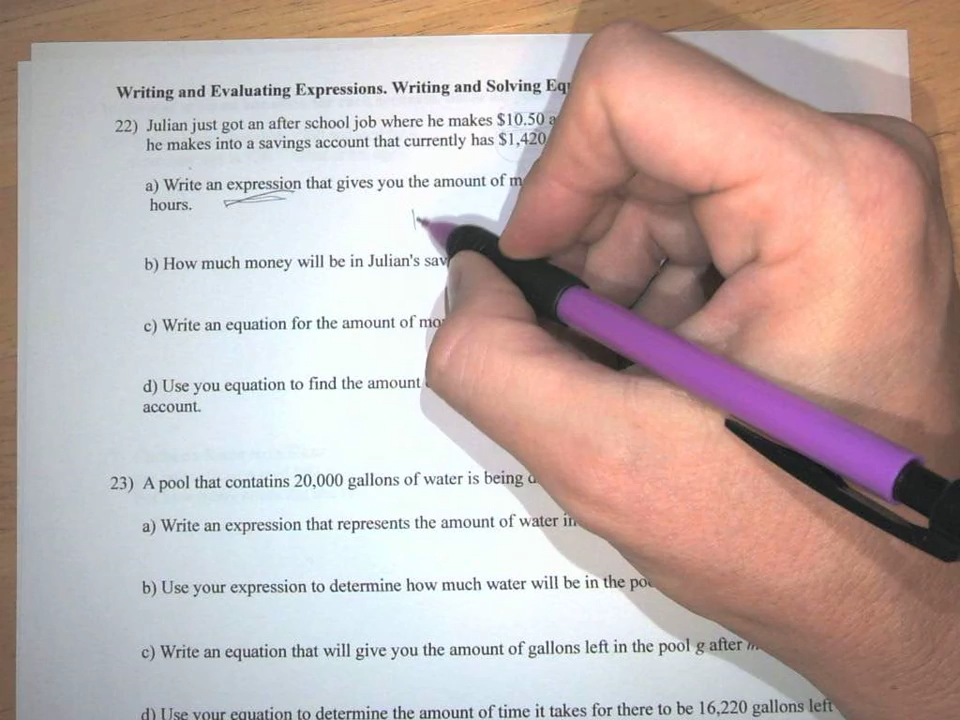 Writing and Evaluating Expressions. Writing and Solving
22) Julian just got an after school job where he makes $10.50
he makes into a savings account that currently has $1,420
a) Write an expression that gives you the amount of
hours.
b) How much money will be in Julian's
c) Write an equation for the amount of
d) Use you equation to find the amount
account.
23) A pool that contatins 20,000 gallons of water is being
a) Write an expression that represents the amount of water in
b) Use your expression to determine how much water will be in the
c) Write an equation that will give you the amount of gallons left in the pool g after
d) Use your equation to determine the amount of time it takes for there to be 16,220 gallons left